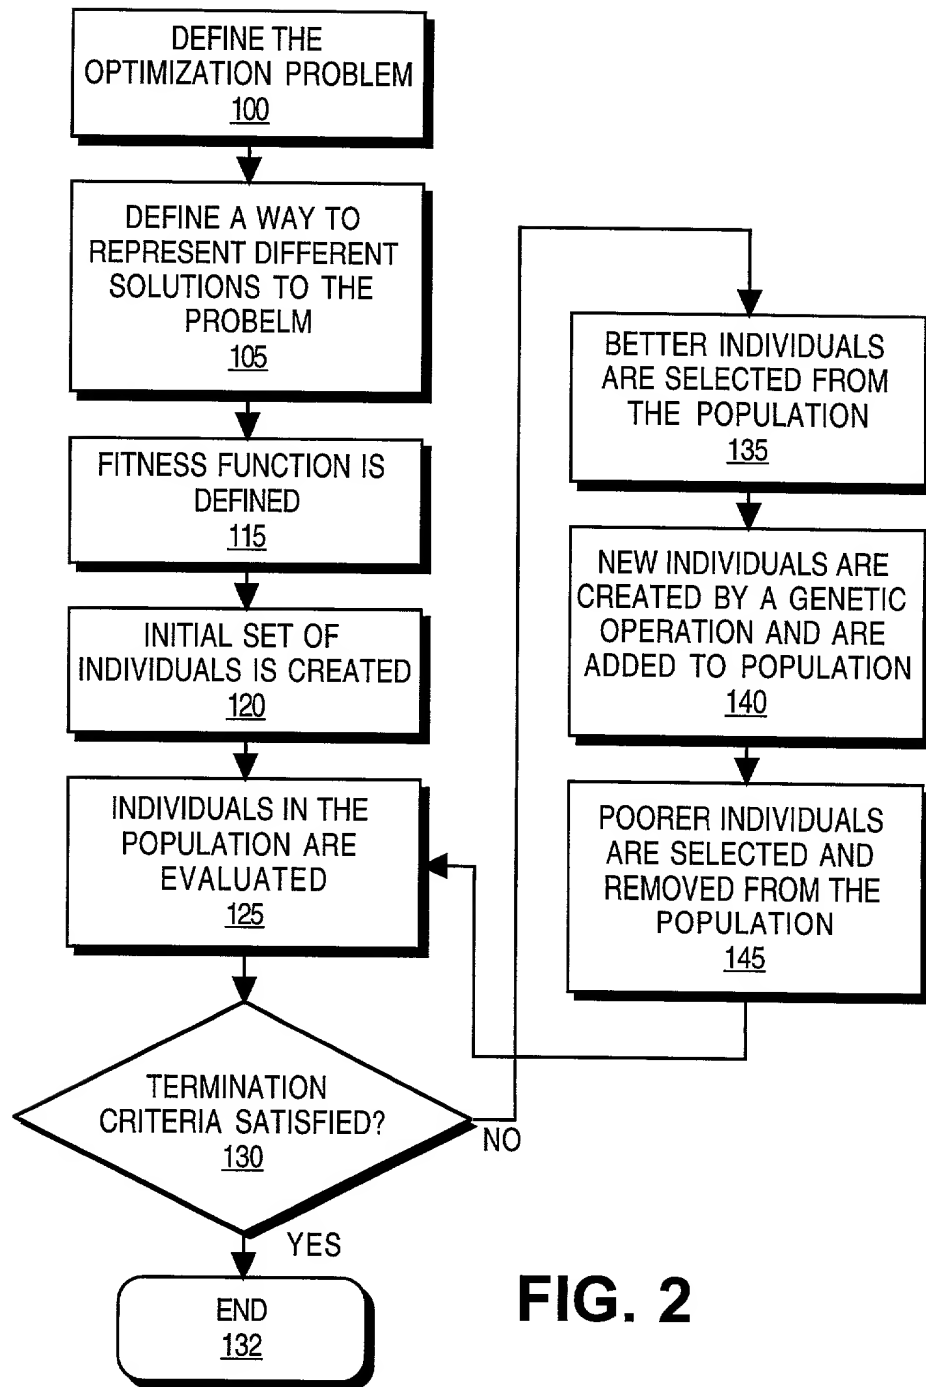 DEFINE THE
OPTIMIZATION PROBLEM
100
DEFINE A WAY TO
REPRESENT DIFFERENT
SOLUTIONS TO THE
PROBELM
105
FITNESS FUNCTION IS
DEFINED
115
INITIAL SET OF
INDIVIDUALS IS CREATED
120
INDIVIDUALS IN THE
POPULATION ARE
EVALUATED
125
TERMINATION
CRITERIA SATISFIED?
130
NO
YES
END
132
BETTER INDIVIDUALS
ARE SELECTED FROM
THE POPULATION
135
NEW INDIVIDUALS ARE
CREATED BY A GENETIC
OPERATION AND ARE
ADDED TO POPULATION
140
POORER INDIVIDUALS
ARE SELECTED AND
REMOVED FROM THE
POPULATION
145
FIG. 2